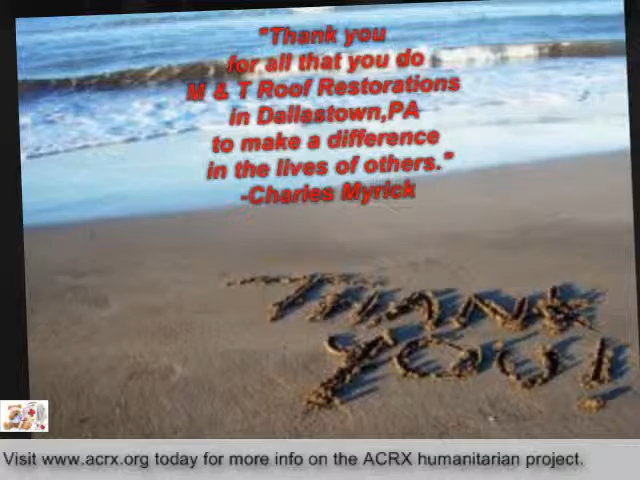 "Thank you
for all that you do
M & T Roof Restorations
in Dallastown,PA
to make a difference
in the lives of others."
-Charles Myrick
THANK
YOU!
Visit www.acrx.org today for more info on the ACRX humanitarian project.